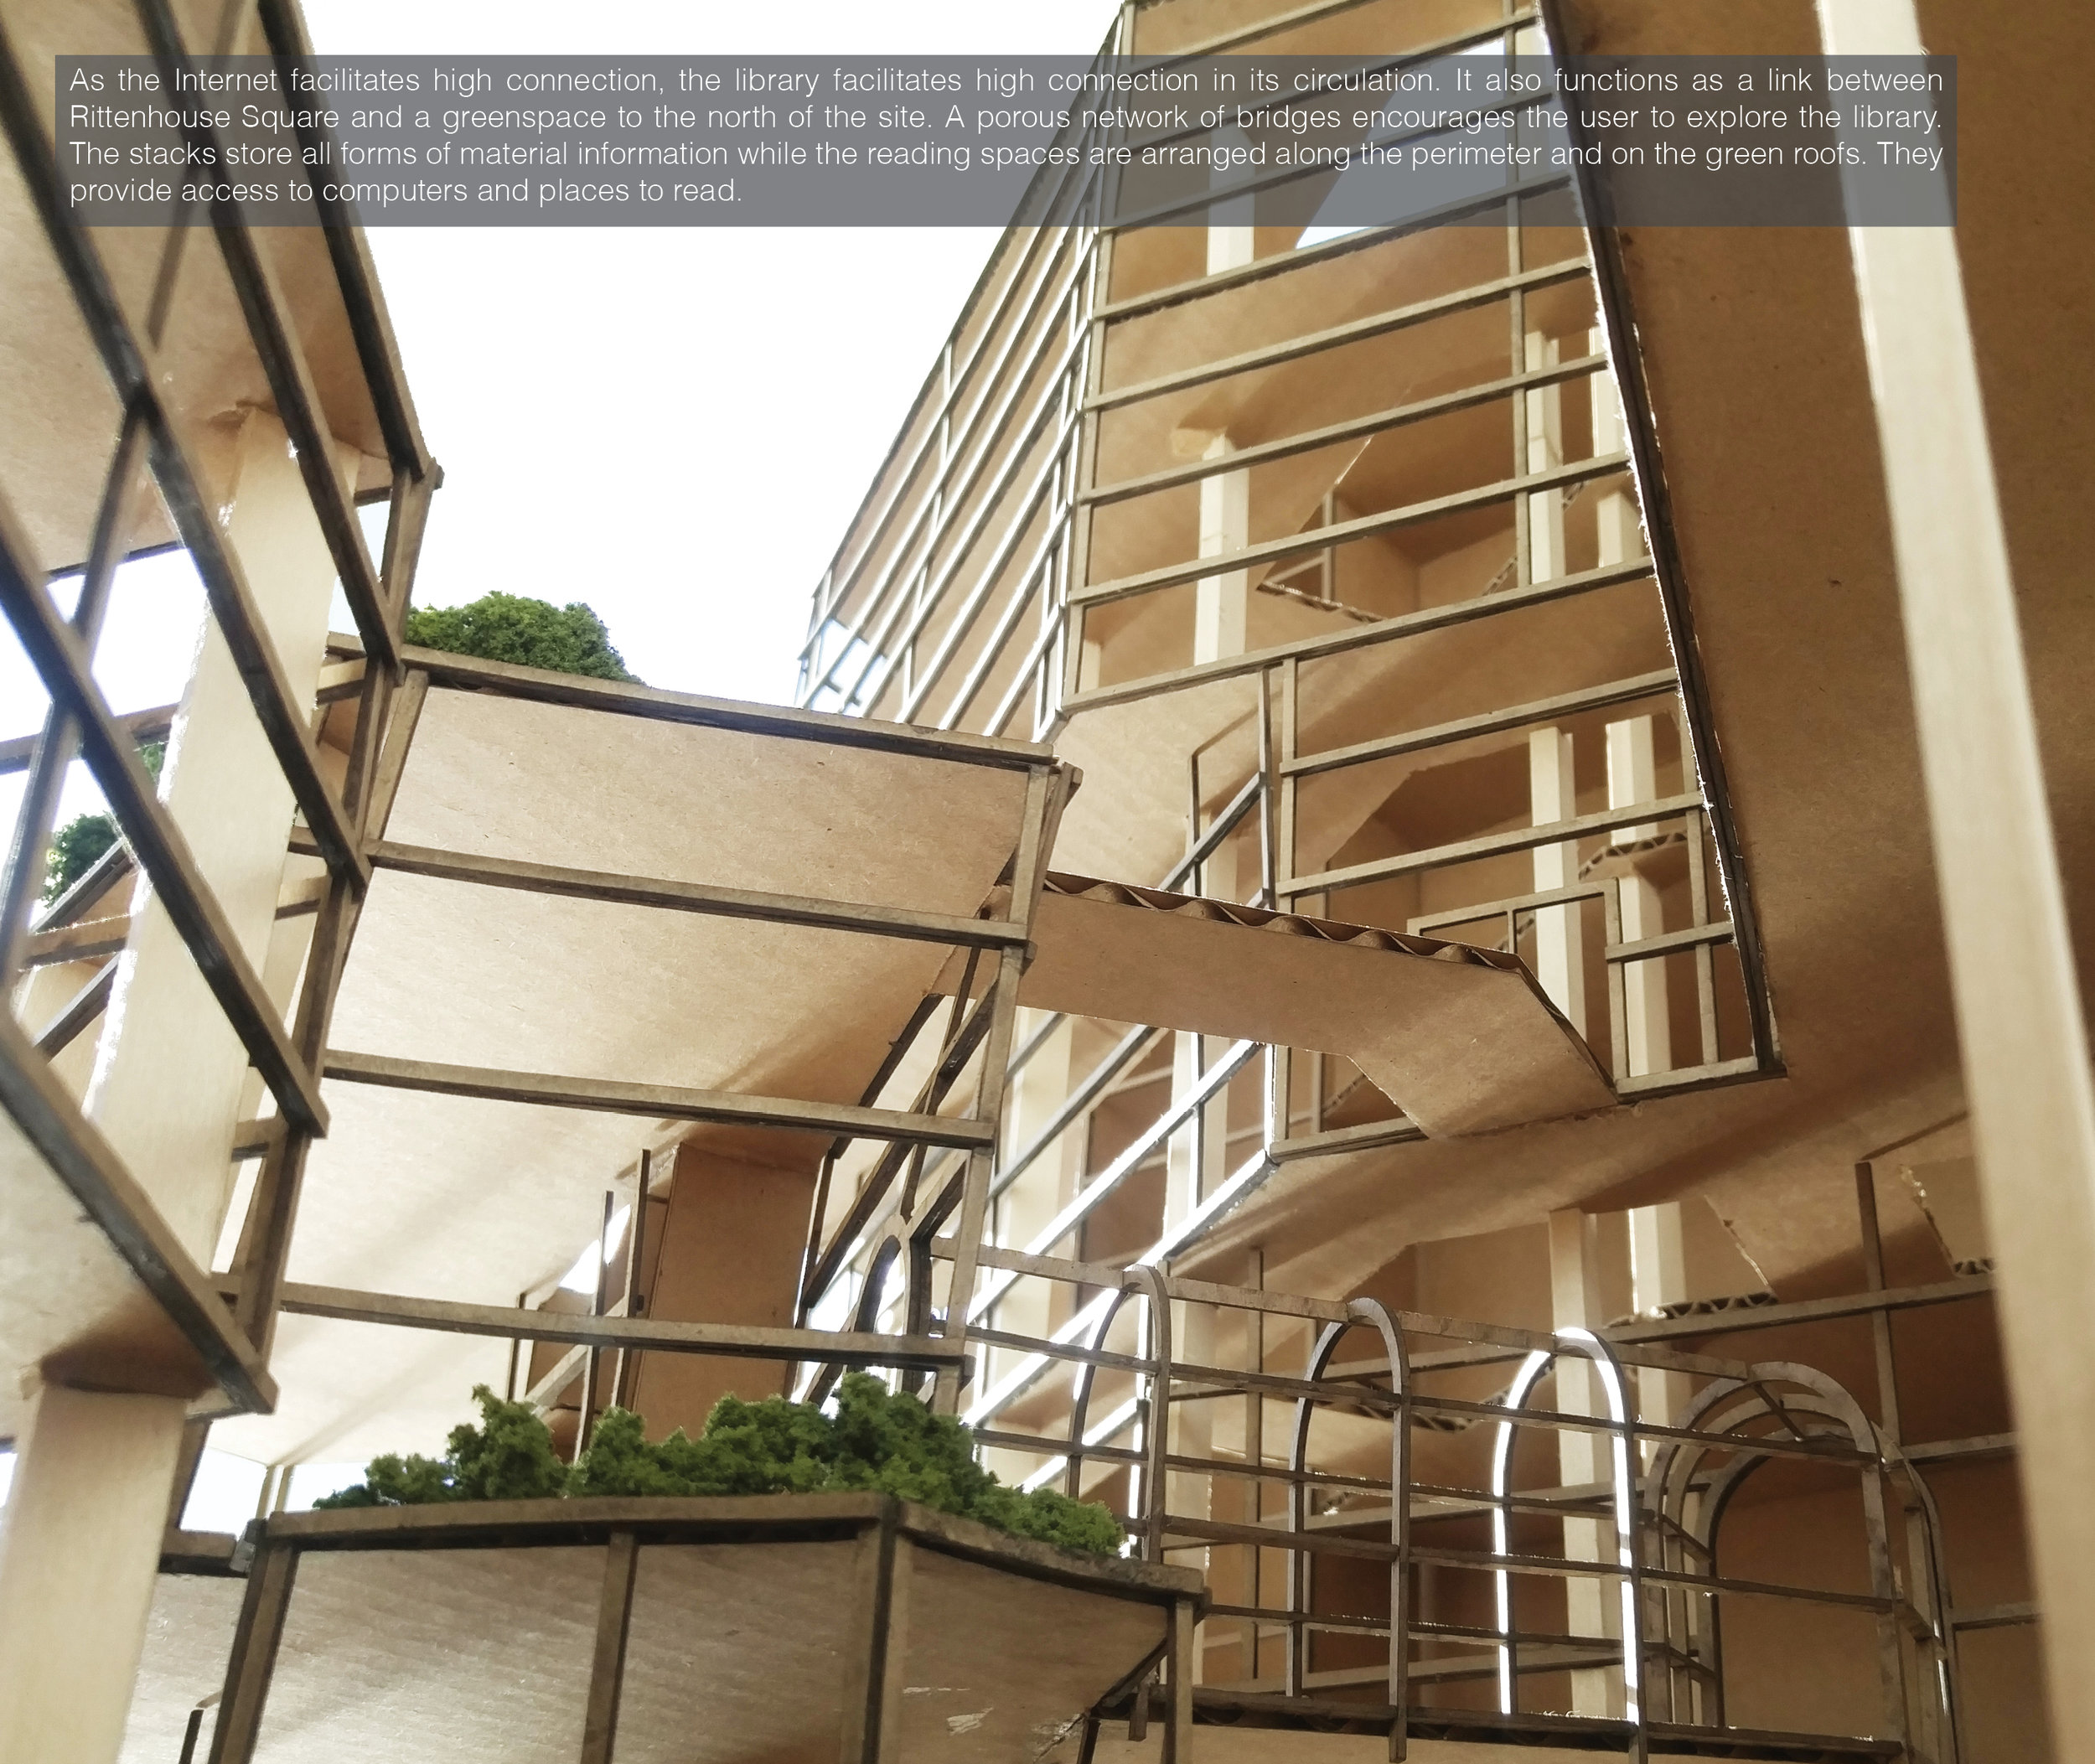 As the Internet facilitates high connection, the library facilitates high connection in its circulation. It also functions as a link between
Rittenhouse Square and a greenspace to the north of the site. A porous network of bridges encourages the user to explore the library.
The stacks store all forms of material information while the reading spaces are arranged along the perimeter and on the green roofs. They
provide access to computers and places to read.